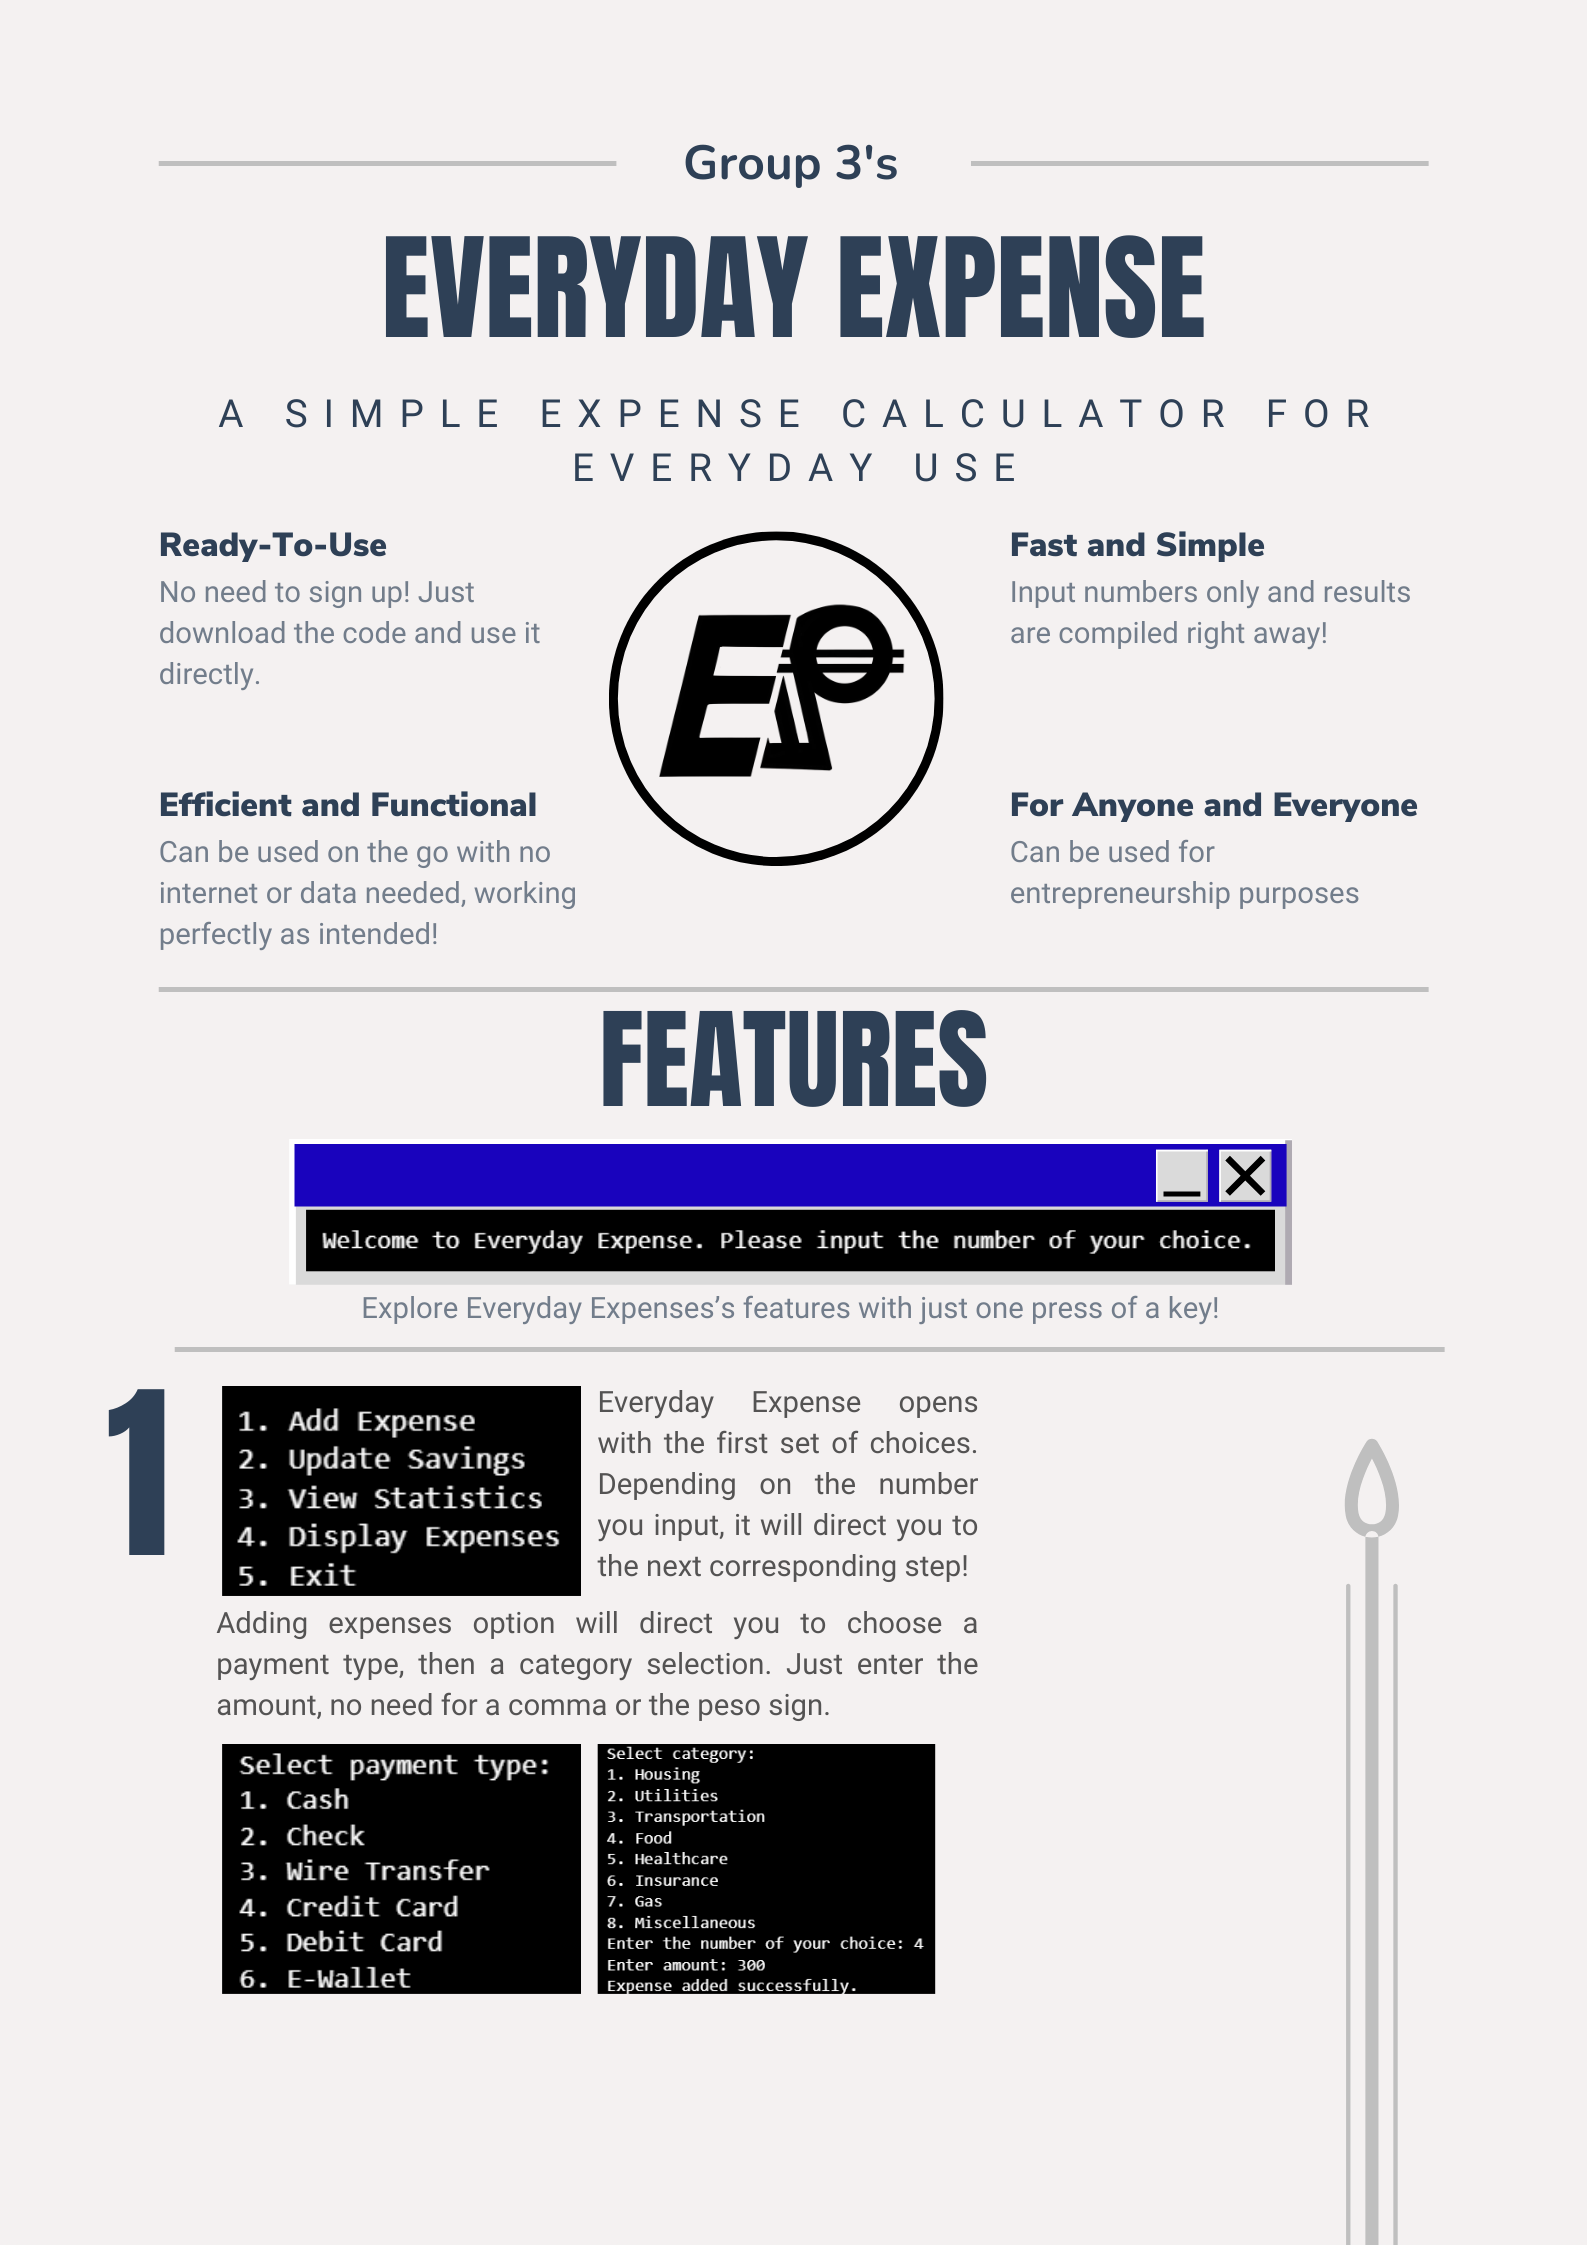 Group 3's
EVERYDAY EXPENSE
A SIMPLE EXPENSE CALCULATOR FOR
EVERYDAY USE
Ready-To-Use
No need to sign up! Just
download the code and use it
directly.
Efficient and Functional
Can be used on the go with no
internet or data needed, working
perfectly as intended!
EP
Fast and Simple
Input numbers only and results
are compiled right away!
For Anyone and Everyone
Can be used for
entrepreneurship purposes
FEATURES
Welcome to Everyday Expense. Please input the number of your choice.
Explore Everyday Expenses’s features with just one press of a key!
1
1. Add Expense
2. Update Savings
3. View Statistics
4. Display Expenses
5. Exit
Everyday Expense opens
with the first set of choices.
Depending on the number
you input, it will direct you to
the next corresponding step!
Adding expenses option will direct you to choose a
payment type, then a category selection. Just enter the
amount, no need for a comma or the peso sign.
Select payment type:
1. Cash
2. Check
3. Wire Transfer
4. Credit Card
5. Debit Card
6. E-Wallet
Select category:
1. Housing
2. Utilities
3. Transportation
4. Food
5. Healthcare
6. Insurance
7. Gas
8. Miscellaneous
Enter the number of your choice: 4
Enter amount: 300
Expense added successfully.